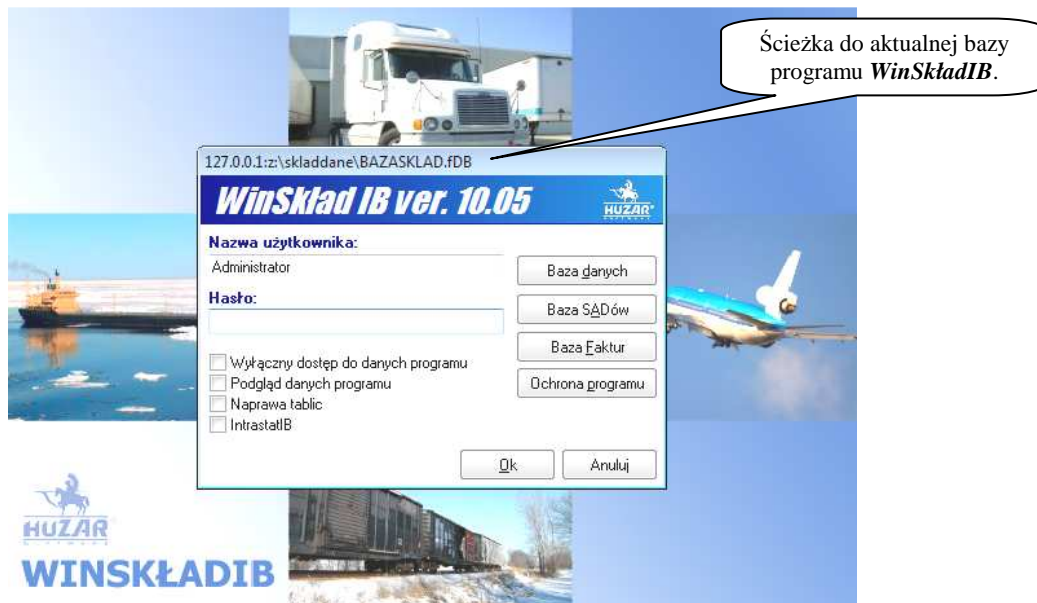 Ścieżka do aktualnej bazy
programu WinSkładIB.
127.0.0.1:z:\skladdane\BAZASKLAD.fDB
WinSkład IB ver. 10.05
HUZAR
Nazwa użytkownika:
Administrator
Baza danych
Hasło:
Baza SADów
Baza Faktur
Wyłączny dostęp do danych programu
Podgląd danych programu
Ochrona programu
Naprawa tablic
IntrastatIB
Ok
Anuluj
HUZAR
WINSKŁADIB